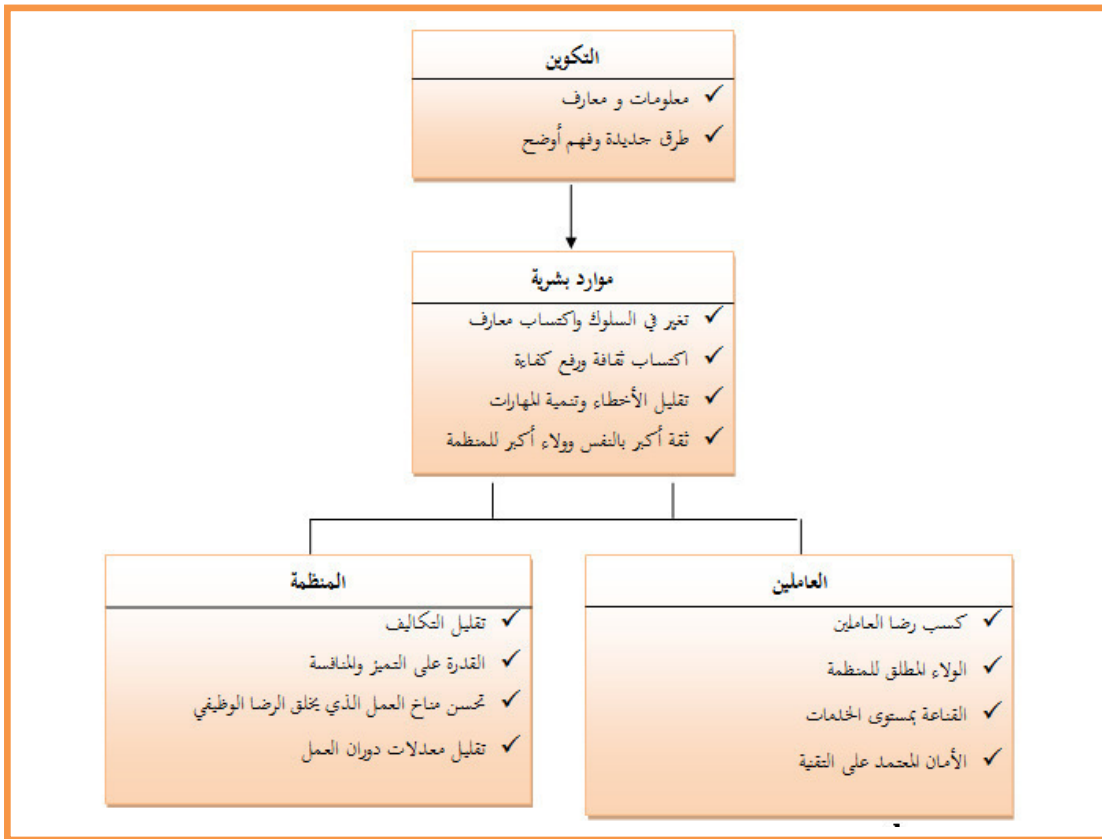 التكوين
✓ معلومات و معارف
✓ طرق جديدة وفهم أوضح
موارد بشرية
✓ تغير في السلوك واكتساب معارف
✓ اكتساب ثقافة ورفع كفاءة
✓ تقليل الأخطاء وتنمية المهارات
✓ ثقة أكبر بالنفس وولاء أكبر للمنظمة
العاملين
✓ كسب رضا العاملين
✓ الولاء المطلق للمنظمة
✓ القناعة بمستوى الخدمات
✓ الأمان المعتمد على التقنية
المنظمة
✓ تقليل التكاليف
✓ القدرة على التميز والمنافسة
✓ تحسن مناخ العمل الذي يخلق الرضا الوظيفي
✓ تقليل معدلات دوران العمل